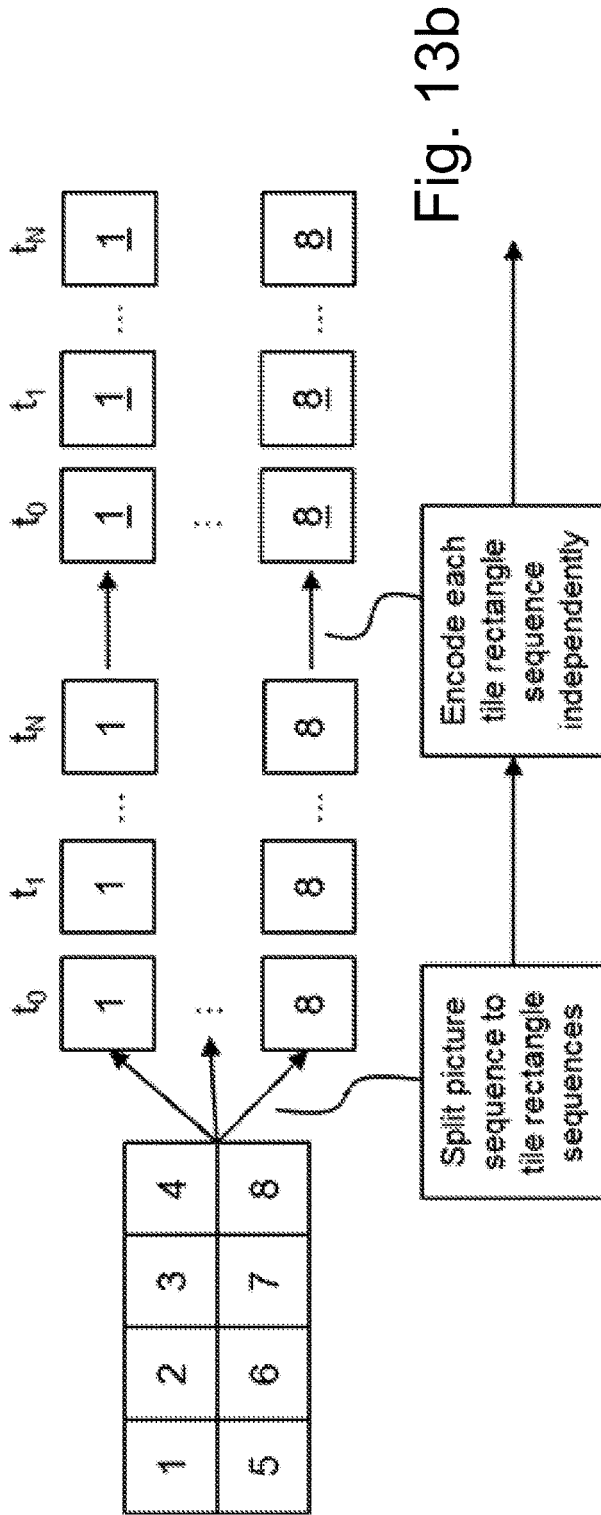 t₀ t₁ t_N t₀ t₁ t_N
1 1 ... 1 1 1 ... 1
1 2 3 4
5 6 7 8
8 8 ... 8 8 8 ... 8
Split picture
sequence to
tile rectangle
sequences
Encode each
tile rectangle
sequence
independently
Fig. 13b